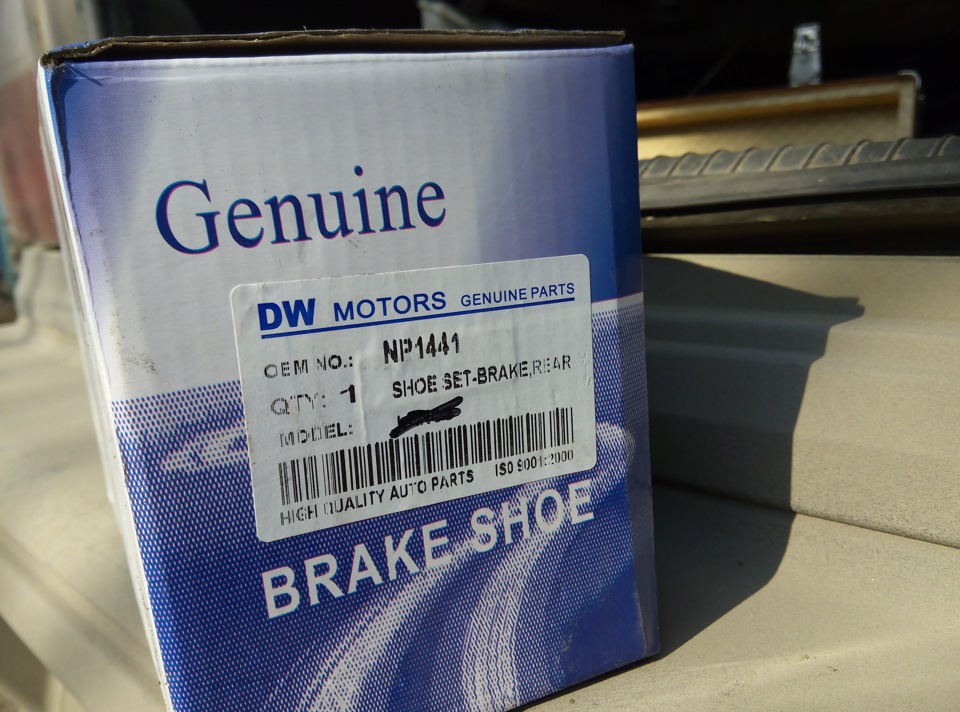 Genuine
DW MOTORS GENUINE PARTS
OEM NO.: NP1441
QTY: 1 SHOE SET-BRAKE,REAR
MODEL:
HIGH QUALITY AUTO PARTS ISO 9001:2000
BRAKE SHOE